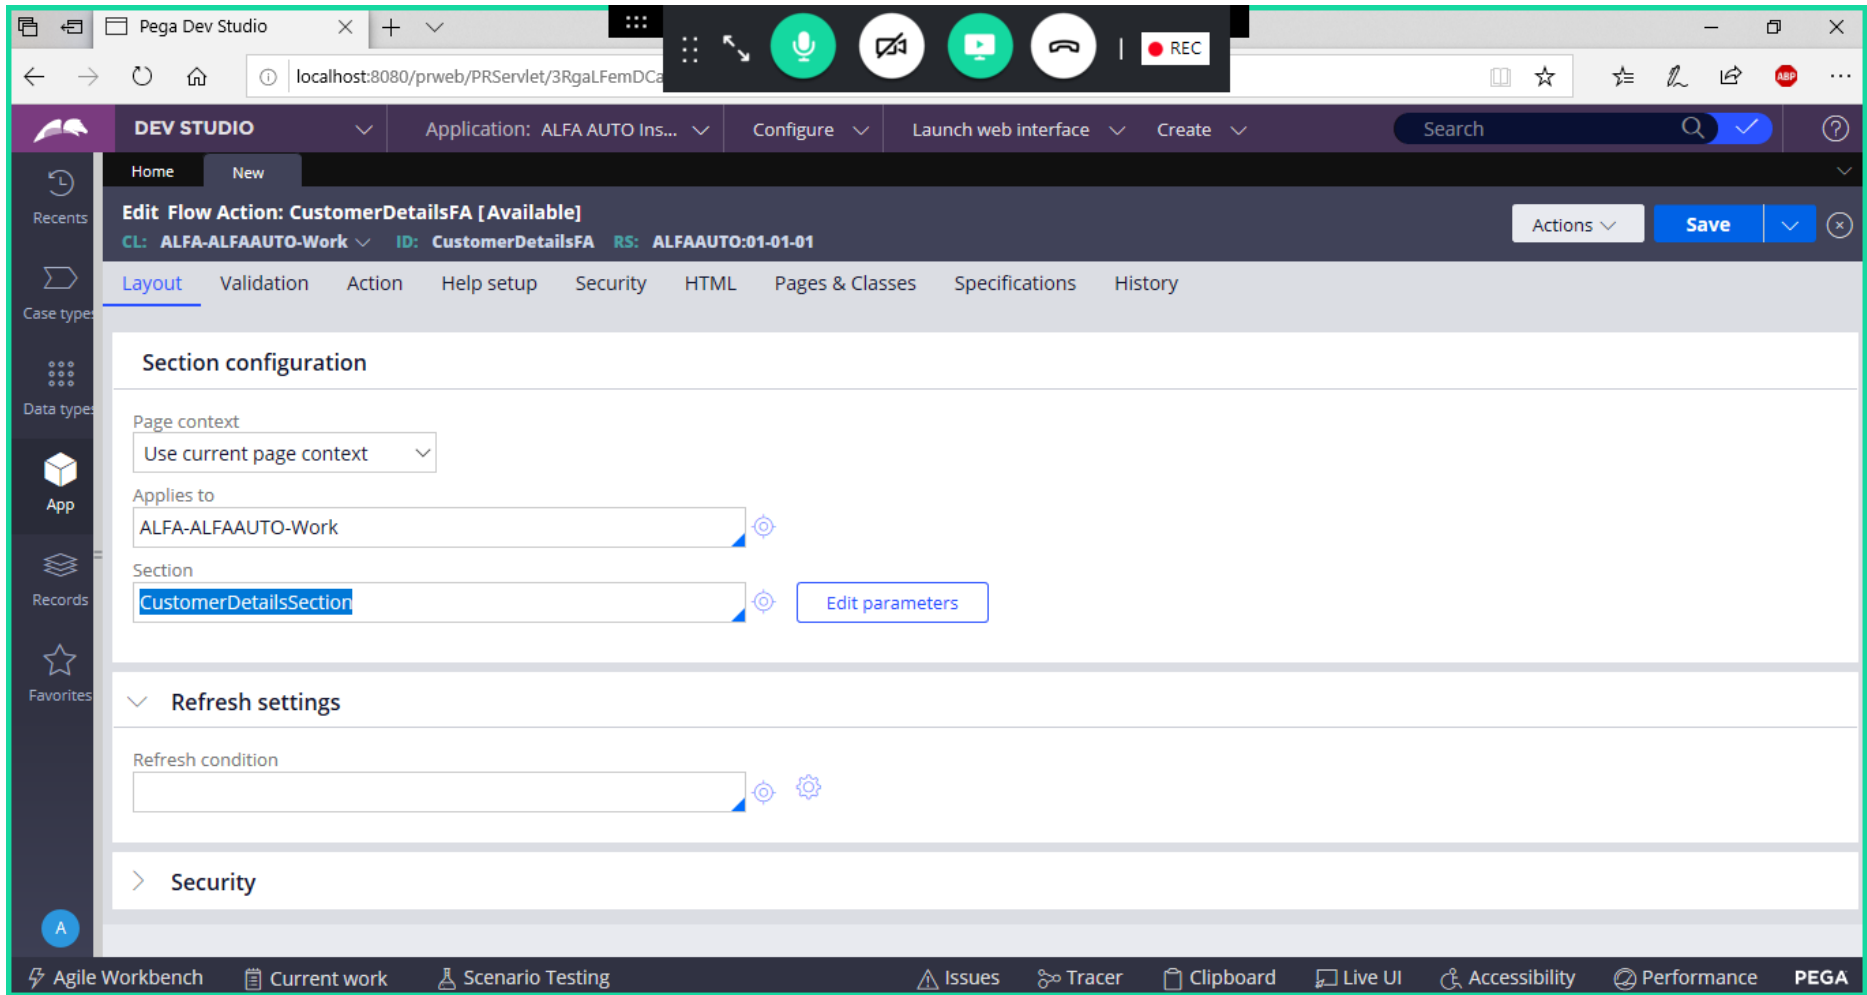 Pega Dev Studio
REC
localhost:8080/prweb/PRServlet/3RgaLFemDCa
ABP
DEV STUDIO
Application: ALFA AUTO Ins...
Configure
Launch web interface
Create
Search
Recents
Case types
Data types
App
Records
Favorites
A
Home
New
Edit Flow Action: CustomerDetailsFA [Available]
CL: ALFA-ALFAAUTO-Work ID: CustomerDetailsFA RS: ALFAAUTO:01-01-01
Actions
Save
Layout Validation Action Help setup Security HTML Pages & Classes Specifications History
Section configuration
Page context
Use current page context
Applies to
ALFA-ALFAAUTO-Work
Section
CustomerDetailsSection
Edit parameters
Refresh settings
Refresh condition
Security
Agile Workbench Current work Scenario Testing Issues Tracer Clipboard Live UI Accessibility Performance PEGA